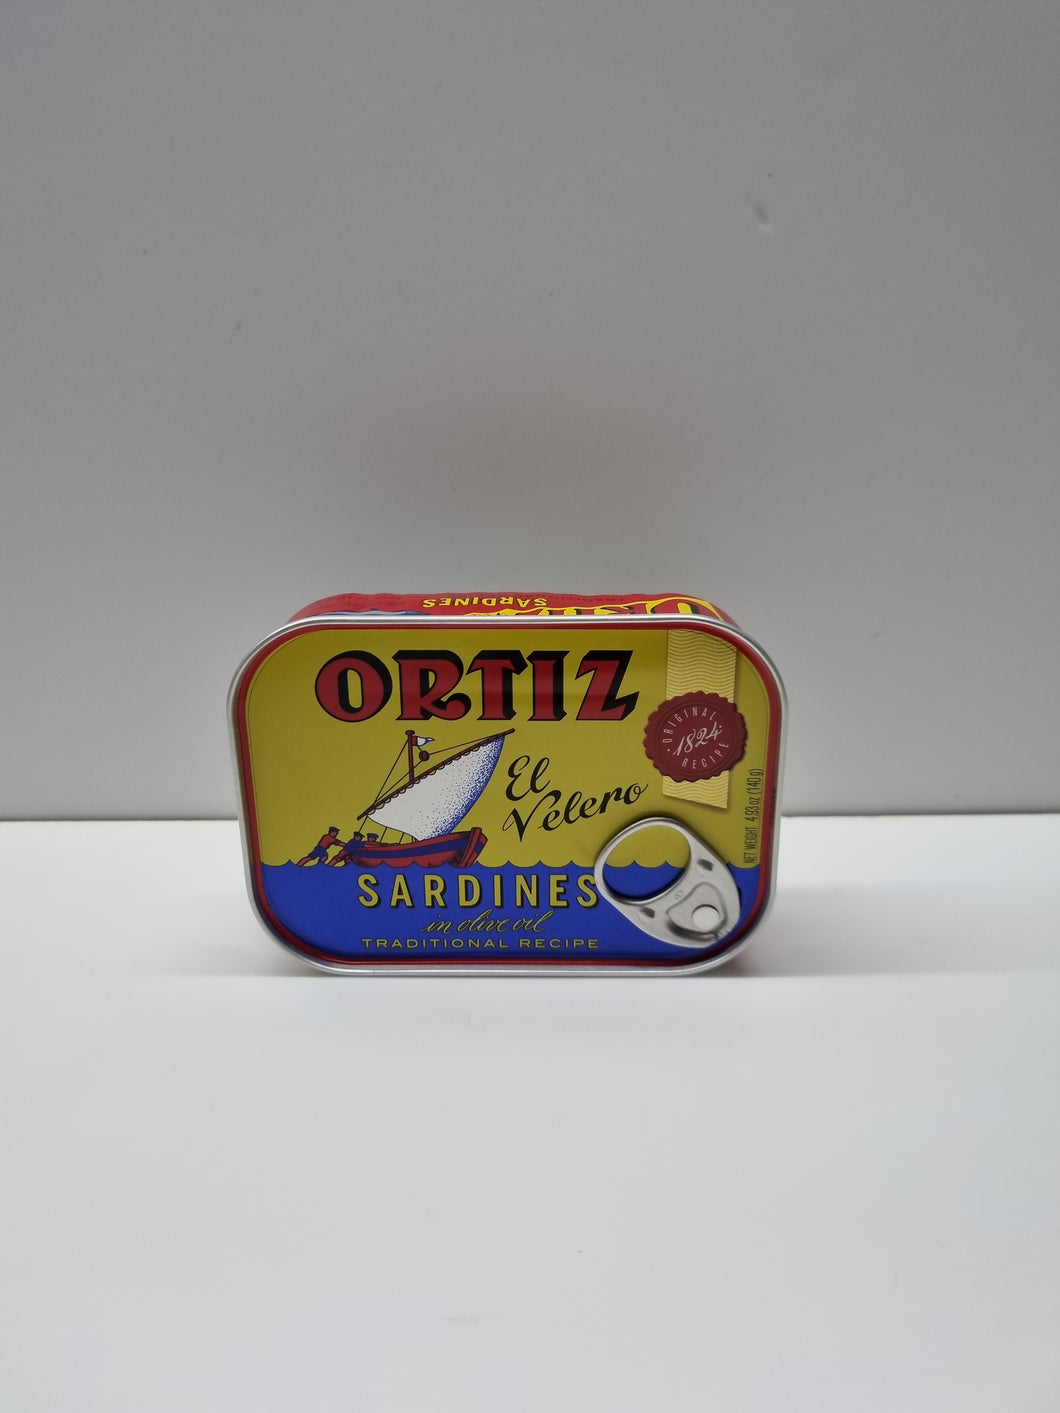 SARDINES
ORTIZ
ORIGINAL
1824
RECIPE
El
Velero
NET WEIGHT 4.93 oz (140 g)
SARDINES
in olive oil
TRADITIONAL RECIPE